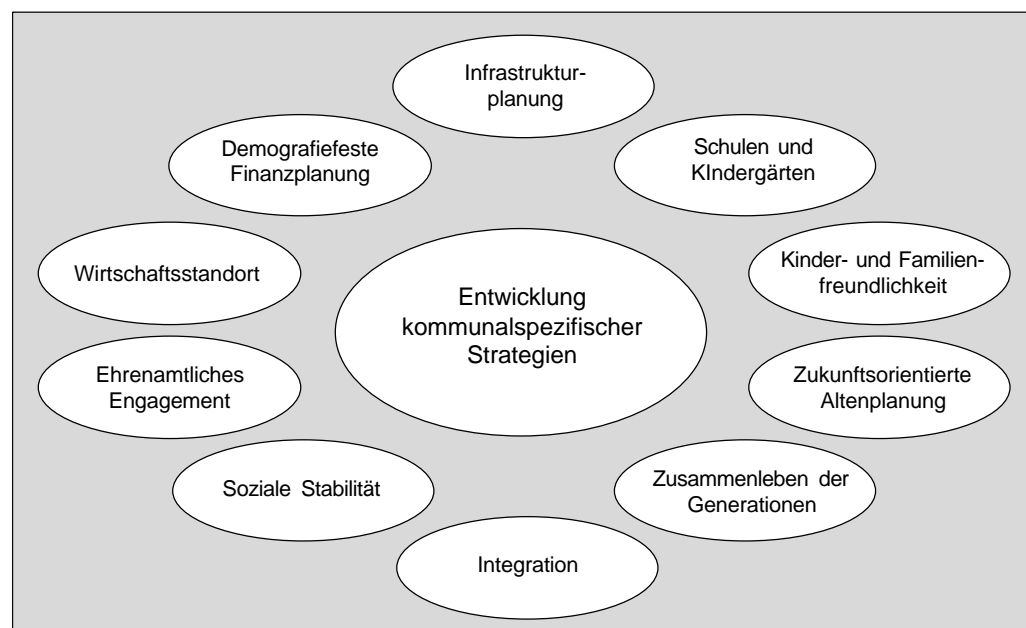 Infrastruktur-
planung
Demografiefeste
Finanzplanung
Schulen und
KIndergärten
Wirtschaftsstandort
Kinder- und Familien-
freundlichkeit
Entwicklung
kommunalspezifischer
Strategien
Ehrenamtliches
Engagement
Zukunftsorientierte
Altenplanung
Soziale Stabilität
Zusammenleben der
Generationen
Integration